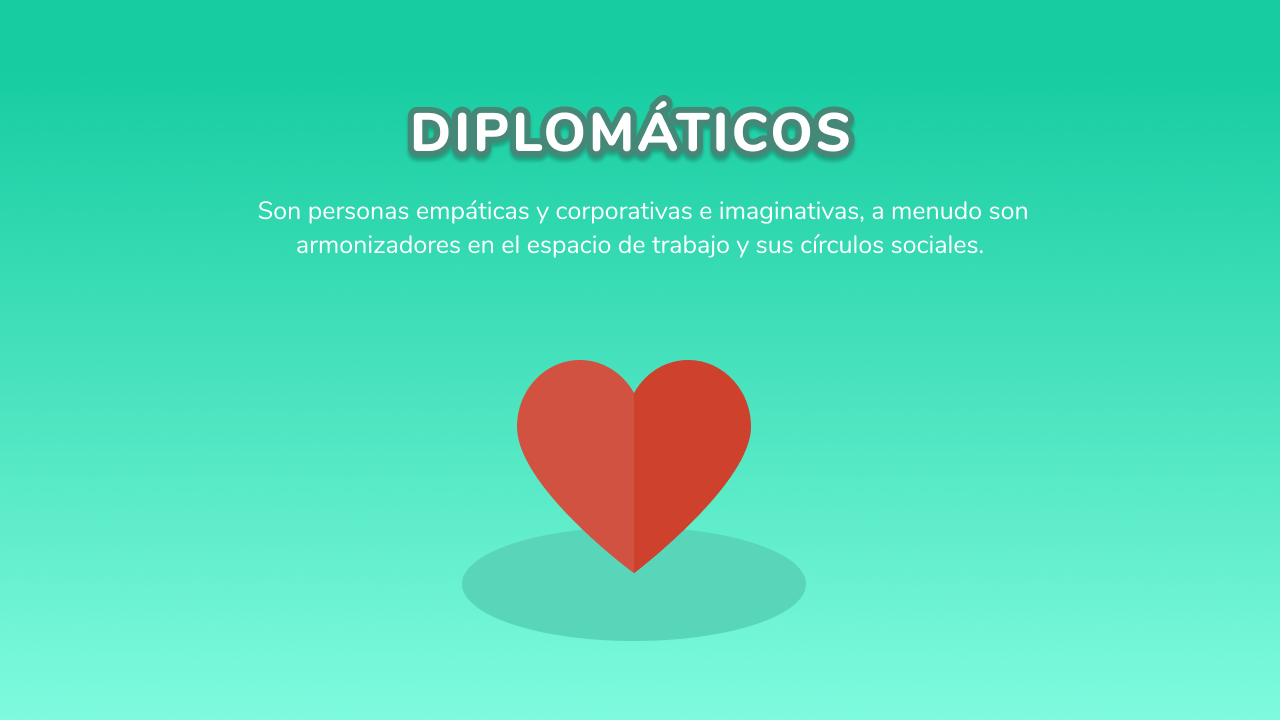 DIPLOMÁTICOS
Son personas empáticas y corporativas e imaginativas, a menudo son
armonizadores en el espacio de trabajo y sus círculos sociales.